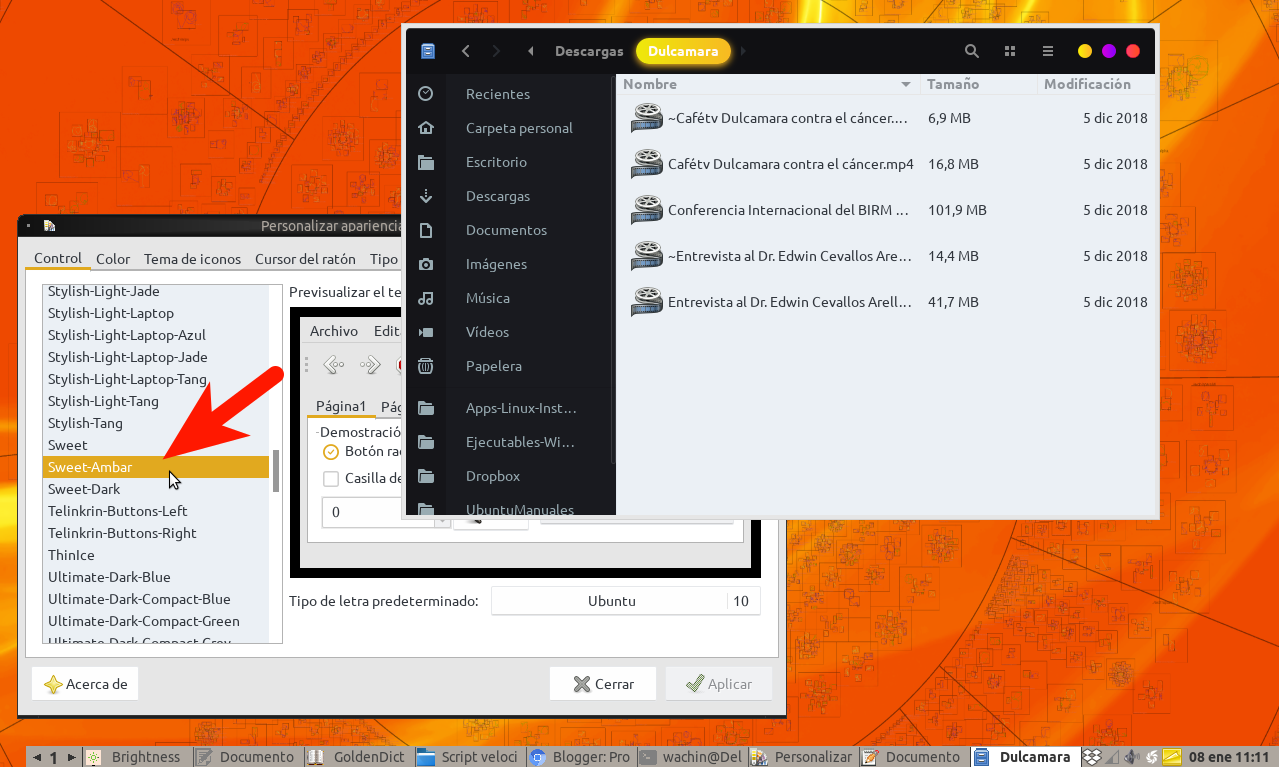 Descargas
Dulcamara
Recientes
Carpeta personal
Escritorio
Descargas
Documentos
Imágenes
Música
Vídeos
Papelera
Apps-Linux-Inst…
Ejecutables-Wi…
Dropbox
UbuntuManuales
Nombre Tamaño Modificación
~Cafétv Dulcamara contra el cáncer.… 6,9 MB 5 dic 2018
Cafétv Dulcamara contra el cáncer.mp4 16,8 MB 5 dic 2018
Conferencia Internacional del BIRM … 101,9 MB 5 dic 2018
~Entrevista al Dr. Edwin Cevallos Are… 14,4 MB 5 dic 2018
Entrevista al Dr. Edwin Cevallos Arell… 41,7 MB 5 dic 2018
Personalizar apariencia
Control Color Tema de iconos Cursor del ratón Tipo
Stylish-Light-Jade
Stylish-Light-Laptop
Stylish-Light-Laptop-Azul
Stylish-Light-Laptop-Jade
Stylish-Light-Laptop-Tang
Stylish-Light-Tang
Stylish-Tang
Sweet
Sweet-Ambar
Sweet-Dark
Telinkrin-Buttons-Left
Telinkrin-Buttons-Right
ThinIce
Ultimate-Dark-Blue
Ultimate-Dark-Compact-Blue
Ultimate-Dark-Compact-Green
Ultimate-Dark-Compact-Grey
Previsualizar el te
Archivo Edit
Página1 Pág
Demostració
Botón rad
Casilla de
0
Tipo de letra predeterminado: Ubuntu 10
Acerca de Cerrar Aplicar
1 Brightness Documento GoldenDict Script veloci Blogger: Pro wachin@Del Personalizar Documento Dulcamara 08 ene 11:11